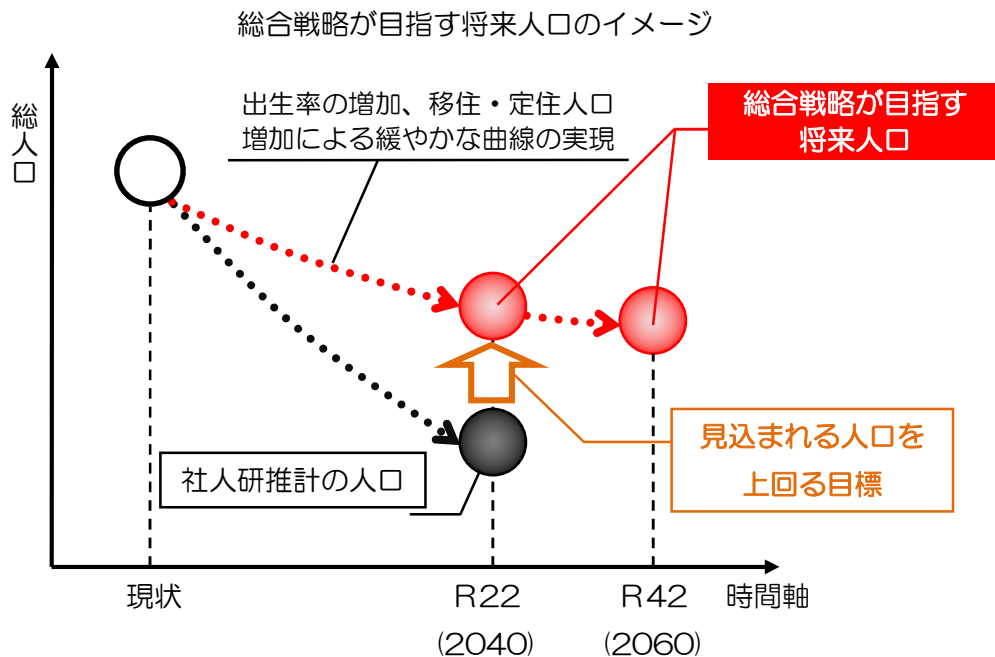 総合戦略が目指す将来人口のイメージ
総人口
出生率の増加、移住・定住人口
増加による緩やかな曲線の実現
総合戦略が目指す
将来人口
見込まれる人口を
上回る目標
社人研推計の人口
現状
R22
(2040)
R42
(2060)
時間軸